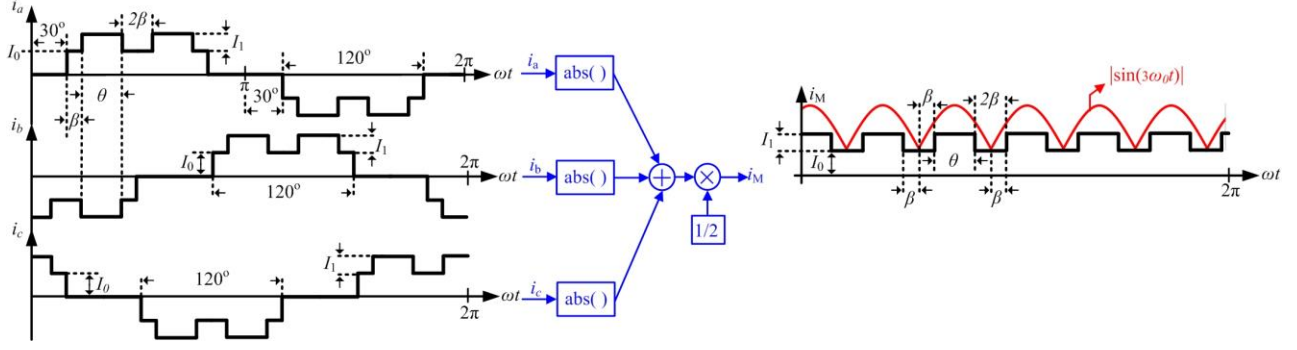 i_a
30°
2β
I_0
I_1
θ
β
π
30°
120°
2π
ωt
i_b
I_0
I_1
120°
2π
ωt
i_c
I_0
120°
I_1
2π
ωt
i_a
abs( )
i_b
abs( )
i_c
abs( )
+
×
1/2
i_M
i_M
|sin(3ω_0t)|
β
2β
I_1
I_0
θ
β
β
2π
ωt